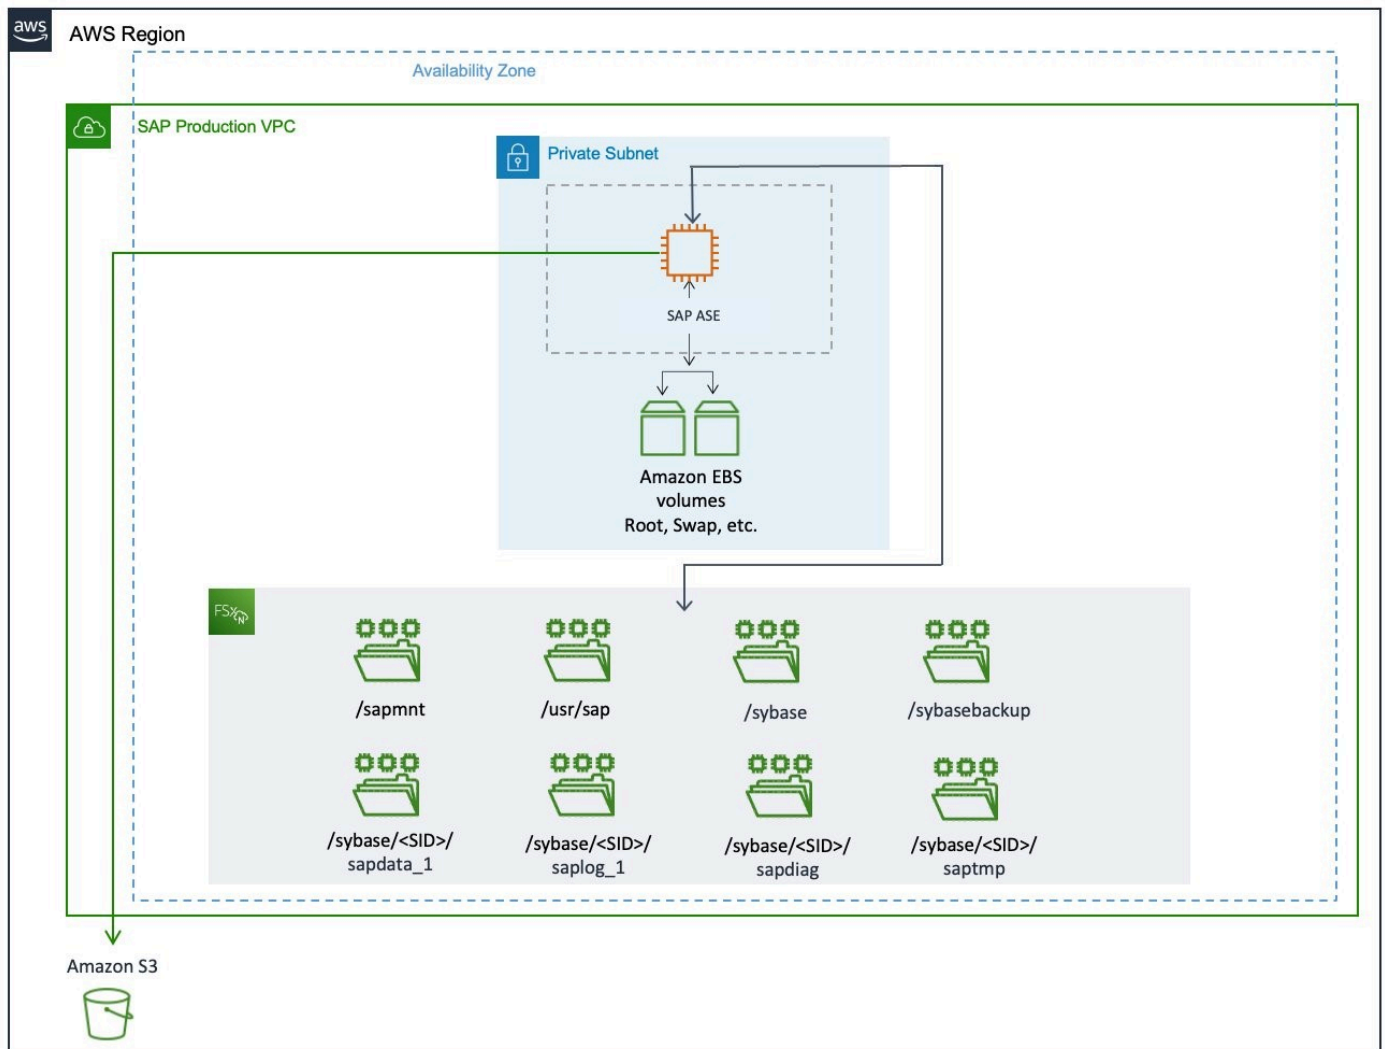 aws
AWS Region
Availability Zone
SAP Production VPC
Private Subnet
SAP ASE
Amazon EBS
volumes
Root, Swap, etc.
FSx
N
/sapmnt
/usr/sap
/sybase
/sybasebackup
/sybase/<SID>/
sapdata_1
/sybase/<SID>/
saplog_1
/sybase/<SID>/
sapdiag
/sybase/<SID>/
saptmp
Amazon S3